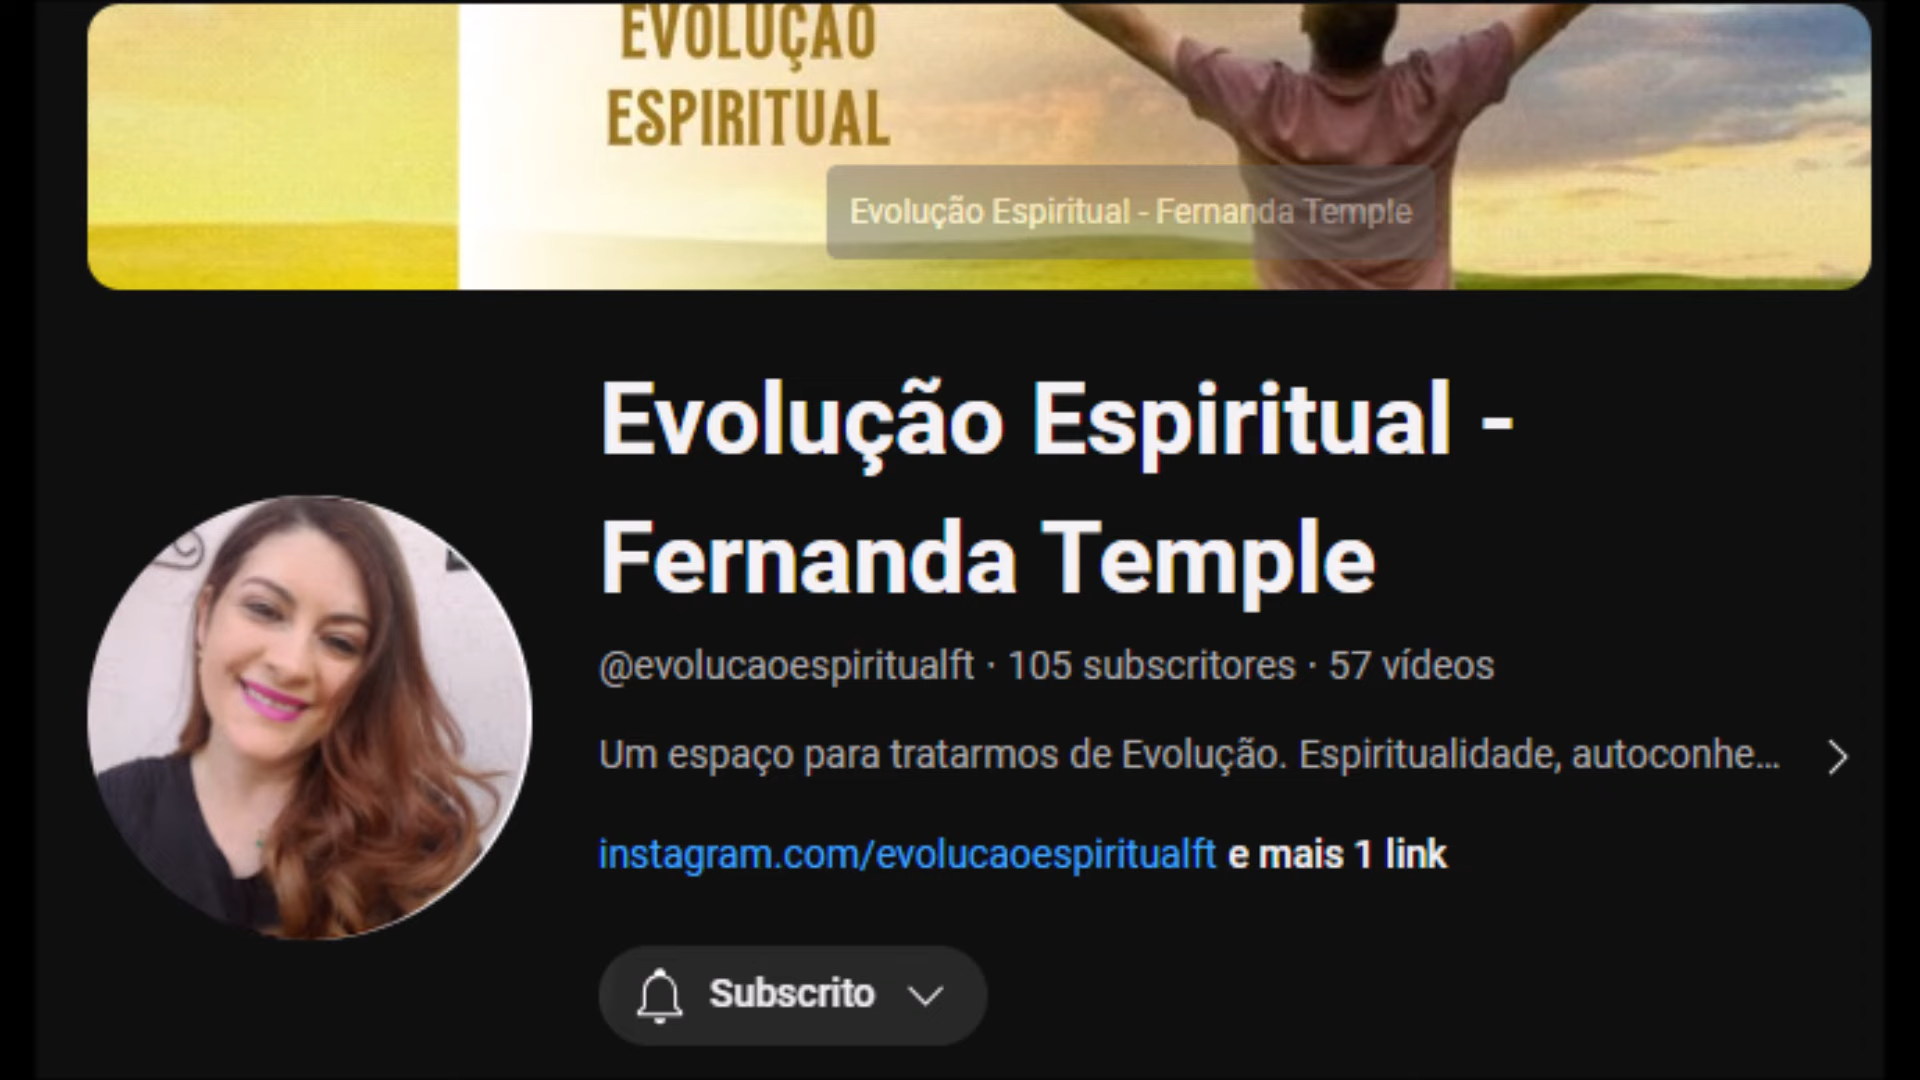 EVOLUÇÃO
ESPIRITUAL
Evolução Espiritual - Fernanda Temple
Evolução Espiritual -
Fernanda Temple
@evolucaoespiritualft · 105 subscritores · 57 vídeos
Um espaço para tratarmos de Evolução. Espiritualidade, autoconhe...
instagram.com/evolucaoespiritualft e mais 1 link
Subscrito